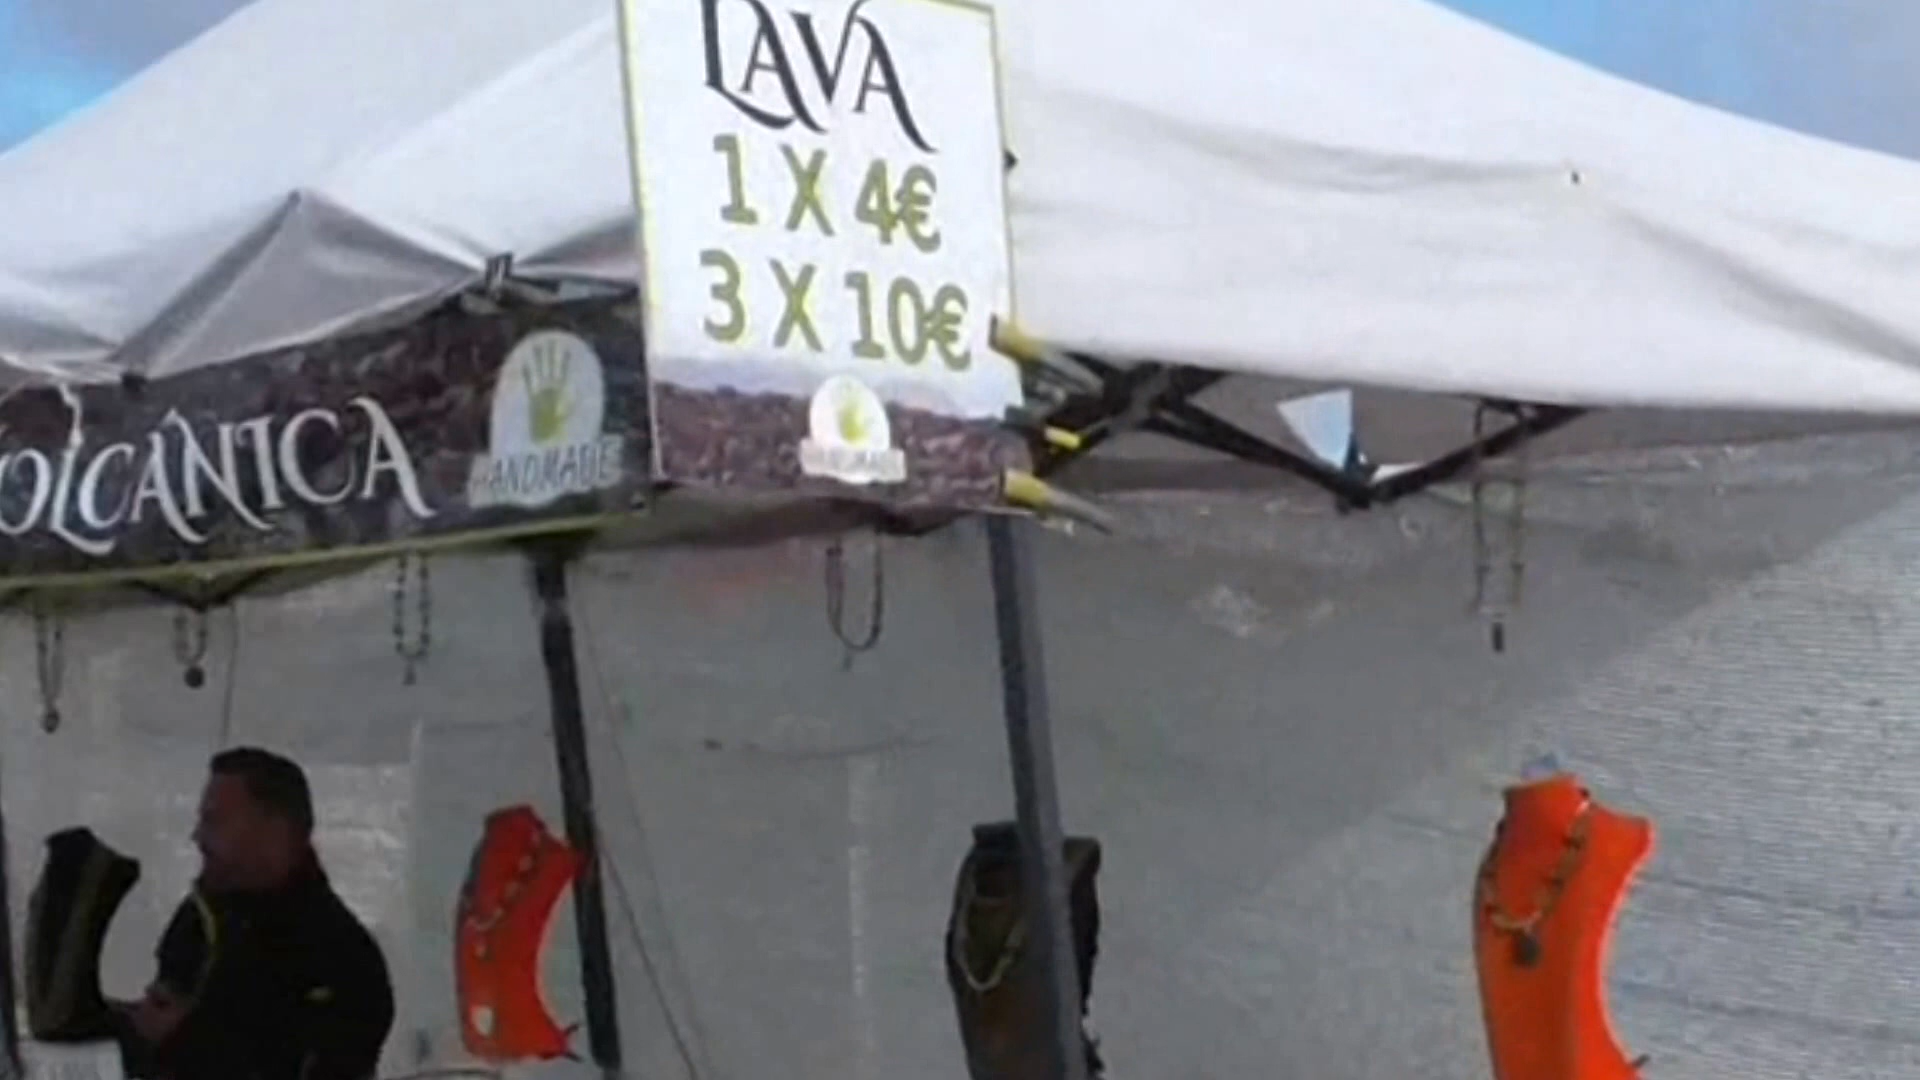 LAVA
1 X 4€
3 X 10€
OLCANICA
HANDMADE